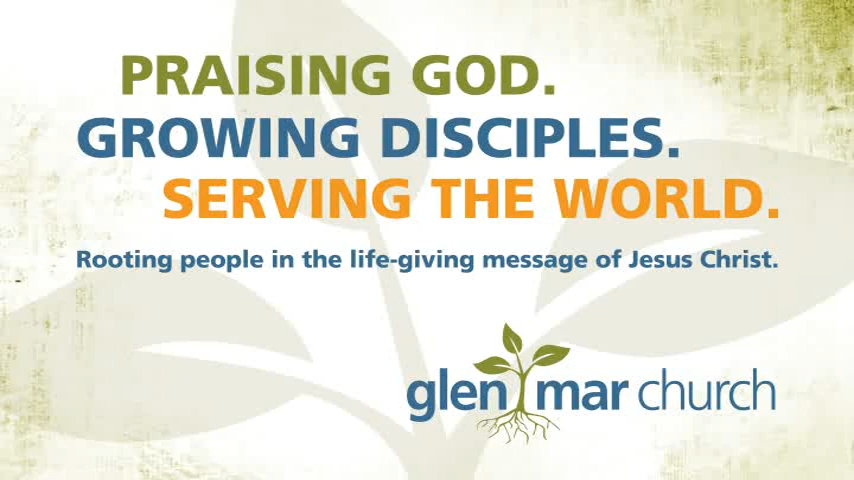 PRAISING GOD.
GROWING DISCIPLES.
SERVING THE WORLD.
Rooting people in the life-giving message of Jesus Christ.
glen mar church